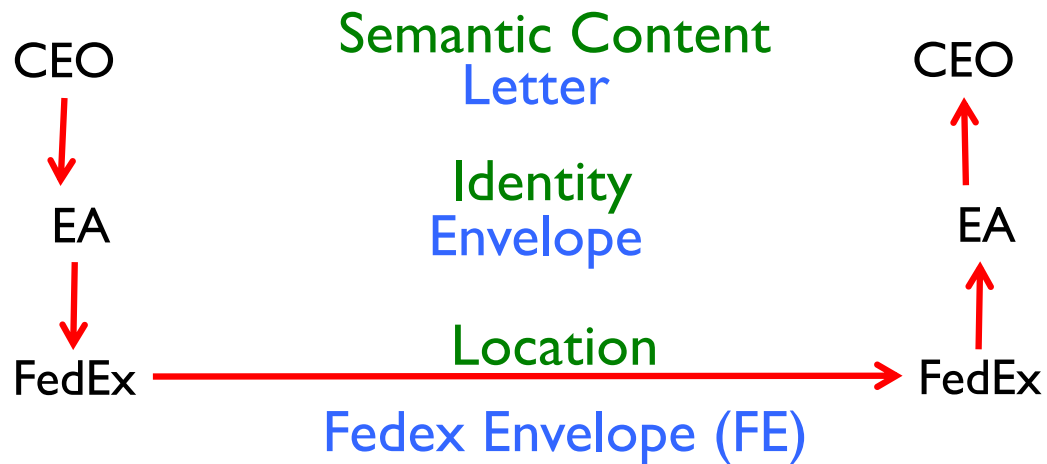 CEO
Semantic Content
Letter
CEO
EA
Identity
Envelope
EA
FedEx
Location
FedEx
Fedex Envelope (FE)